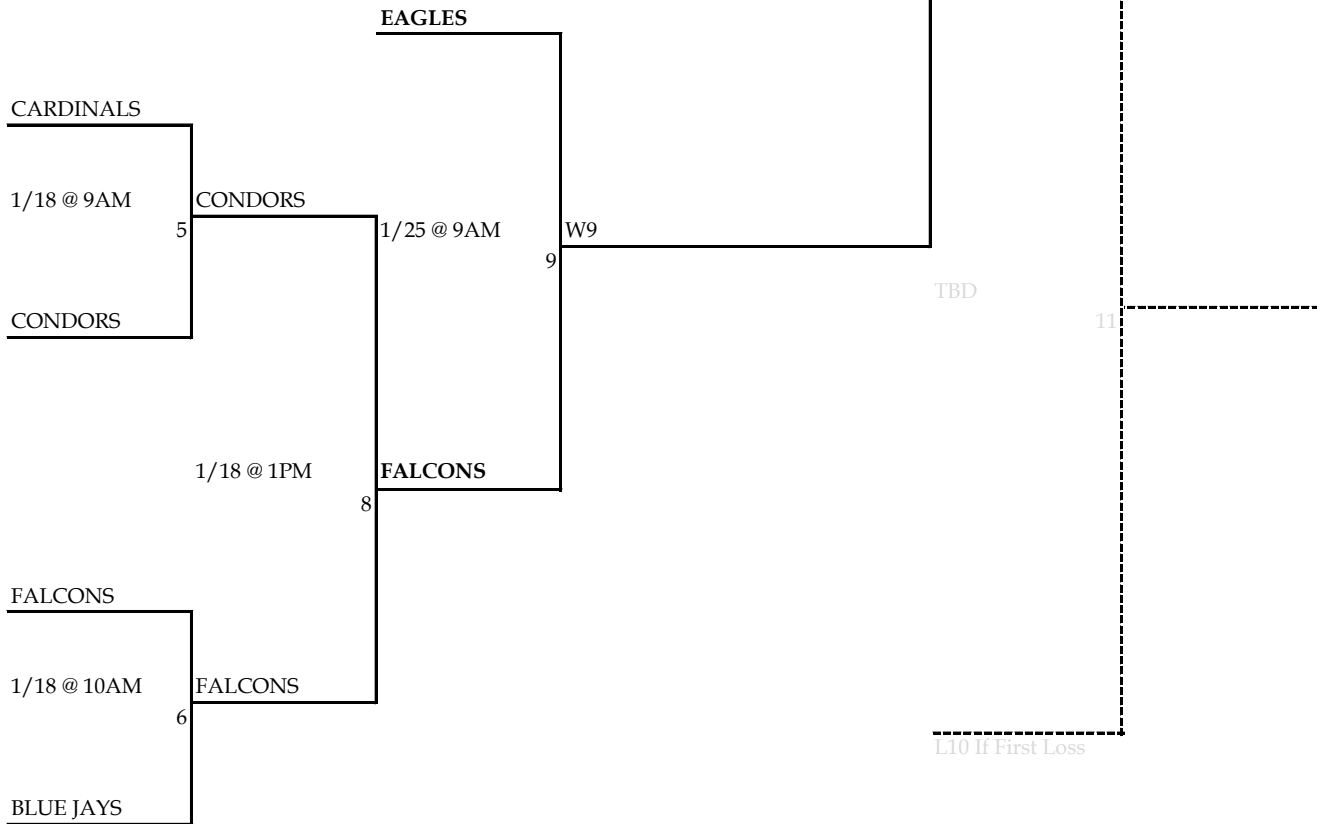 EAGLES
CARDINALS
1/18 @ 9AM
CONDORS
5
1/25 @ 9AM
W9
9
TBD
11
CONDORS
1/18 @ 1PM
FALCONS
8
FALCONS
1/18 @ 10AM
FALCONS
6
L10 If First Loss
BLUE JAYS